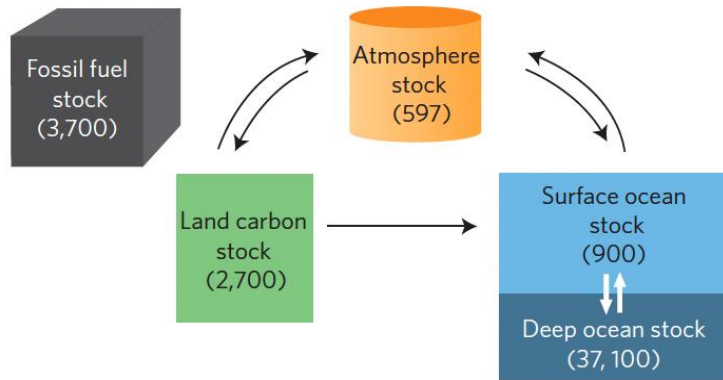 Fossil fuel
stock
(3,700)
Atmosphere
stock
(597)
Land carbon
stock
(2,700)
Surface ocean
stock
(900)
Deep ocean stock
(37, 100)